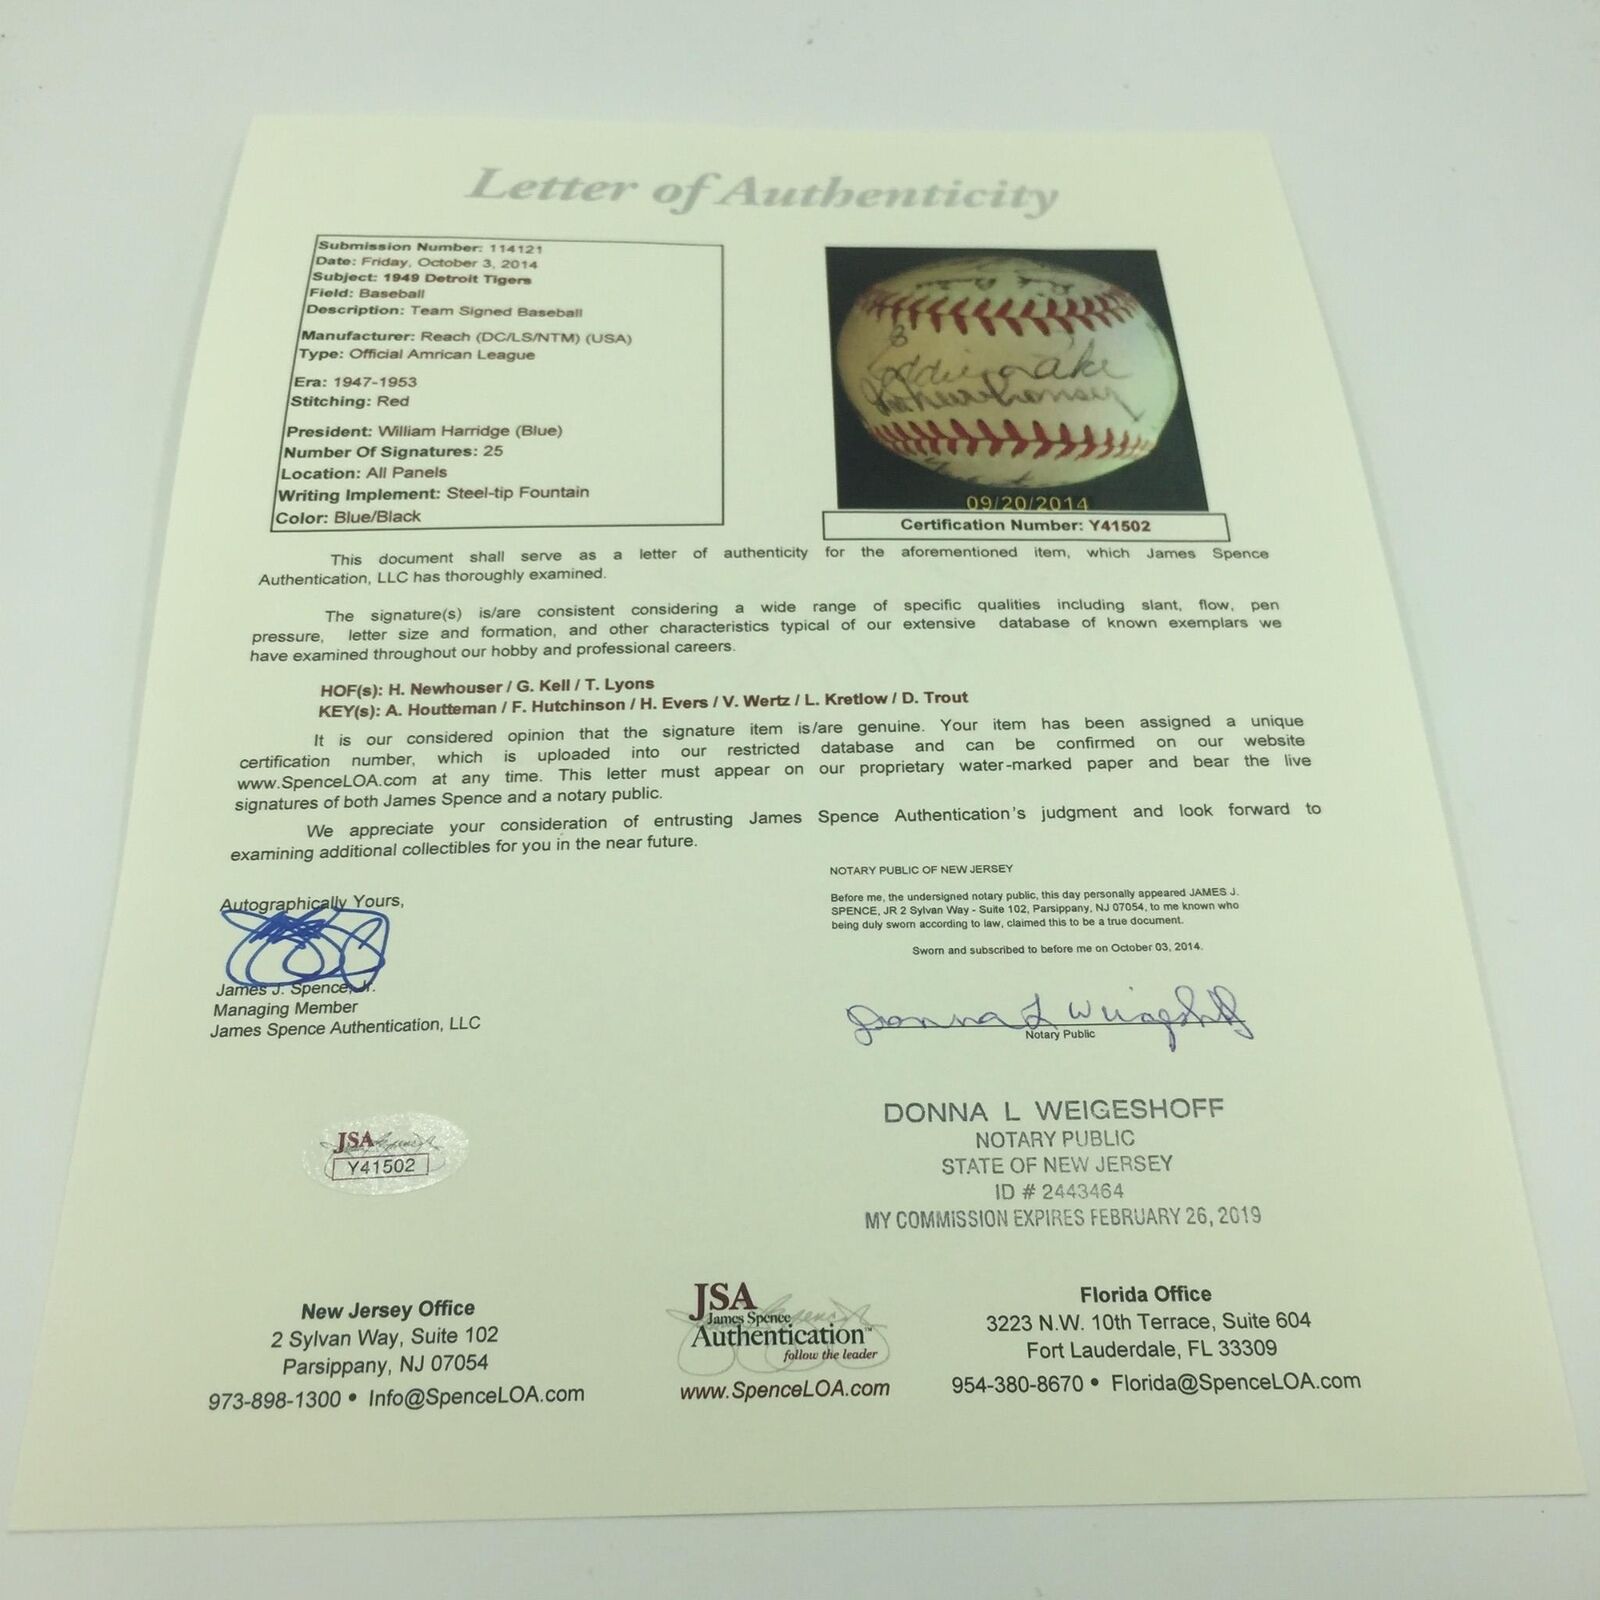 Letter of Authenticity
Submission Number: 114121
Date: Friday, October 3, 2014
Subject: 1949 Detroit Tigers
Field: Baseball
Description: Team Signed Baseball
Manufacturer: Reach (DC/LS/NTM) (USA)
Type: Official Amrican League
Era: 1947-1953
Stitching: Red
President: William Harridge (Blue)
Number Of Signatures: 25
Location: All Panels
Writing Implement: Steel-tip Fountain
Color: Blue/Black
Eddie Lake
Newhouser
09/20/2014
Certification Number: Y41502
This document shall serve as a letter of authenticity for the aforementioned item, which James Spence
Authentication, LLC has thoroughly examined.
The signature(s) is/are consistent considering a wide range of specific qualities including slant, flow, pen
pressure, letter size and formation, and other characteristics typical of our extensive database of known exemplars we
have examined throughout our hobby and professional careers.
HOF(s): H. Newhouser / G. Kell / T. Lyons
KEY(s): A. Houtteman / F. Hutchinson / H. Evers / V. Wertz / L. Kretlow / D. Trout
It is our considered opinion that the signature item is/are genuine. Your item has been assigned a unique
certification number, which is uploaded into our restricted database and can be confirmed on our website
www.SpenceLOA.com at any time. This letter must appear on our proprietary water-marked paper and bear the live
signatures of both James Spence and a notary public.
We appreciate your consideration of entrusting James Spence Authentication's judgment and look forward to
examining additional collectibles for you in the near future.
Autographically Yours,
James J. Spence, Jr.
Managing Member
James Spence Authentication, LLC
NOTARY PUBLIC OF NEW JERSEY
Before me, the undersigned notary public, this day personally appeared JAMES J.
SPENCE, JR 2 Sylvan Way - Suite 102, Parsippany, NJ 07054, to me known who
being duly sworn according to law, claimed this to be a true document.
Sworn and subscribed to before me on October 03, 2014.
Donna L Weigeshoff
Notary Public
DONNA L WEIGESHOFF
NOTARY PUBLIC
STATE OF NEW JERSEY
ID # 2443464
MY COMMISSION EXPIRES FEBRUARY 26, 2019
JSA
Y41502
New Jersey Office
2 Sylvan Way, Suite 102
Parsippany, NJ 07054
973-898-1300 • Info@SpenceLOA.com
JSA
James Spence
Authentication™
follow the leader
www.SpenceLOA.com
Florida Office
3223 N.W. 10th Terrace, Suite 604
Fort Lauderdale, FL 33309
954-380-8670 • Florida@SpenceLOA.com